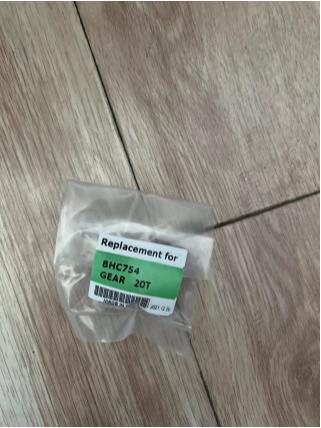 Replacement for
BHC754
GEAR 20T